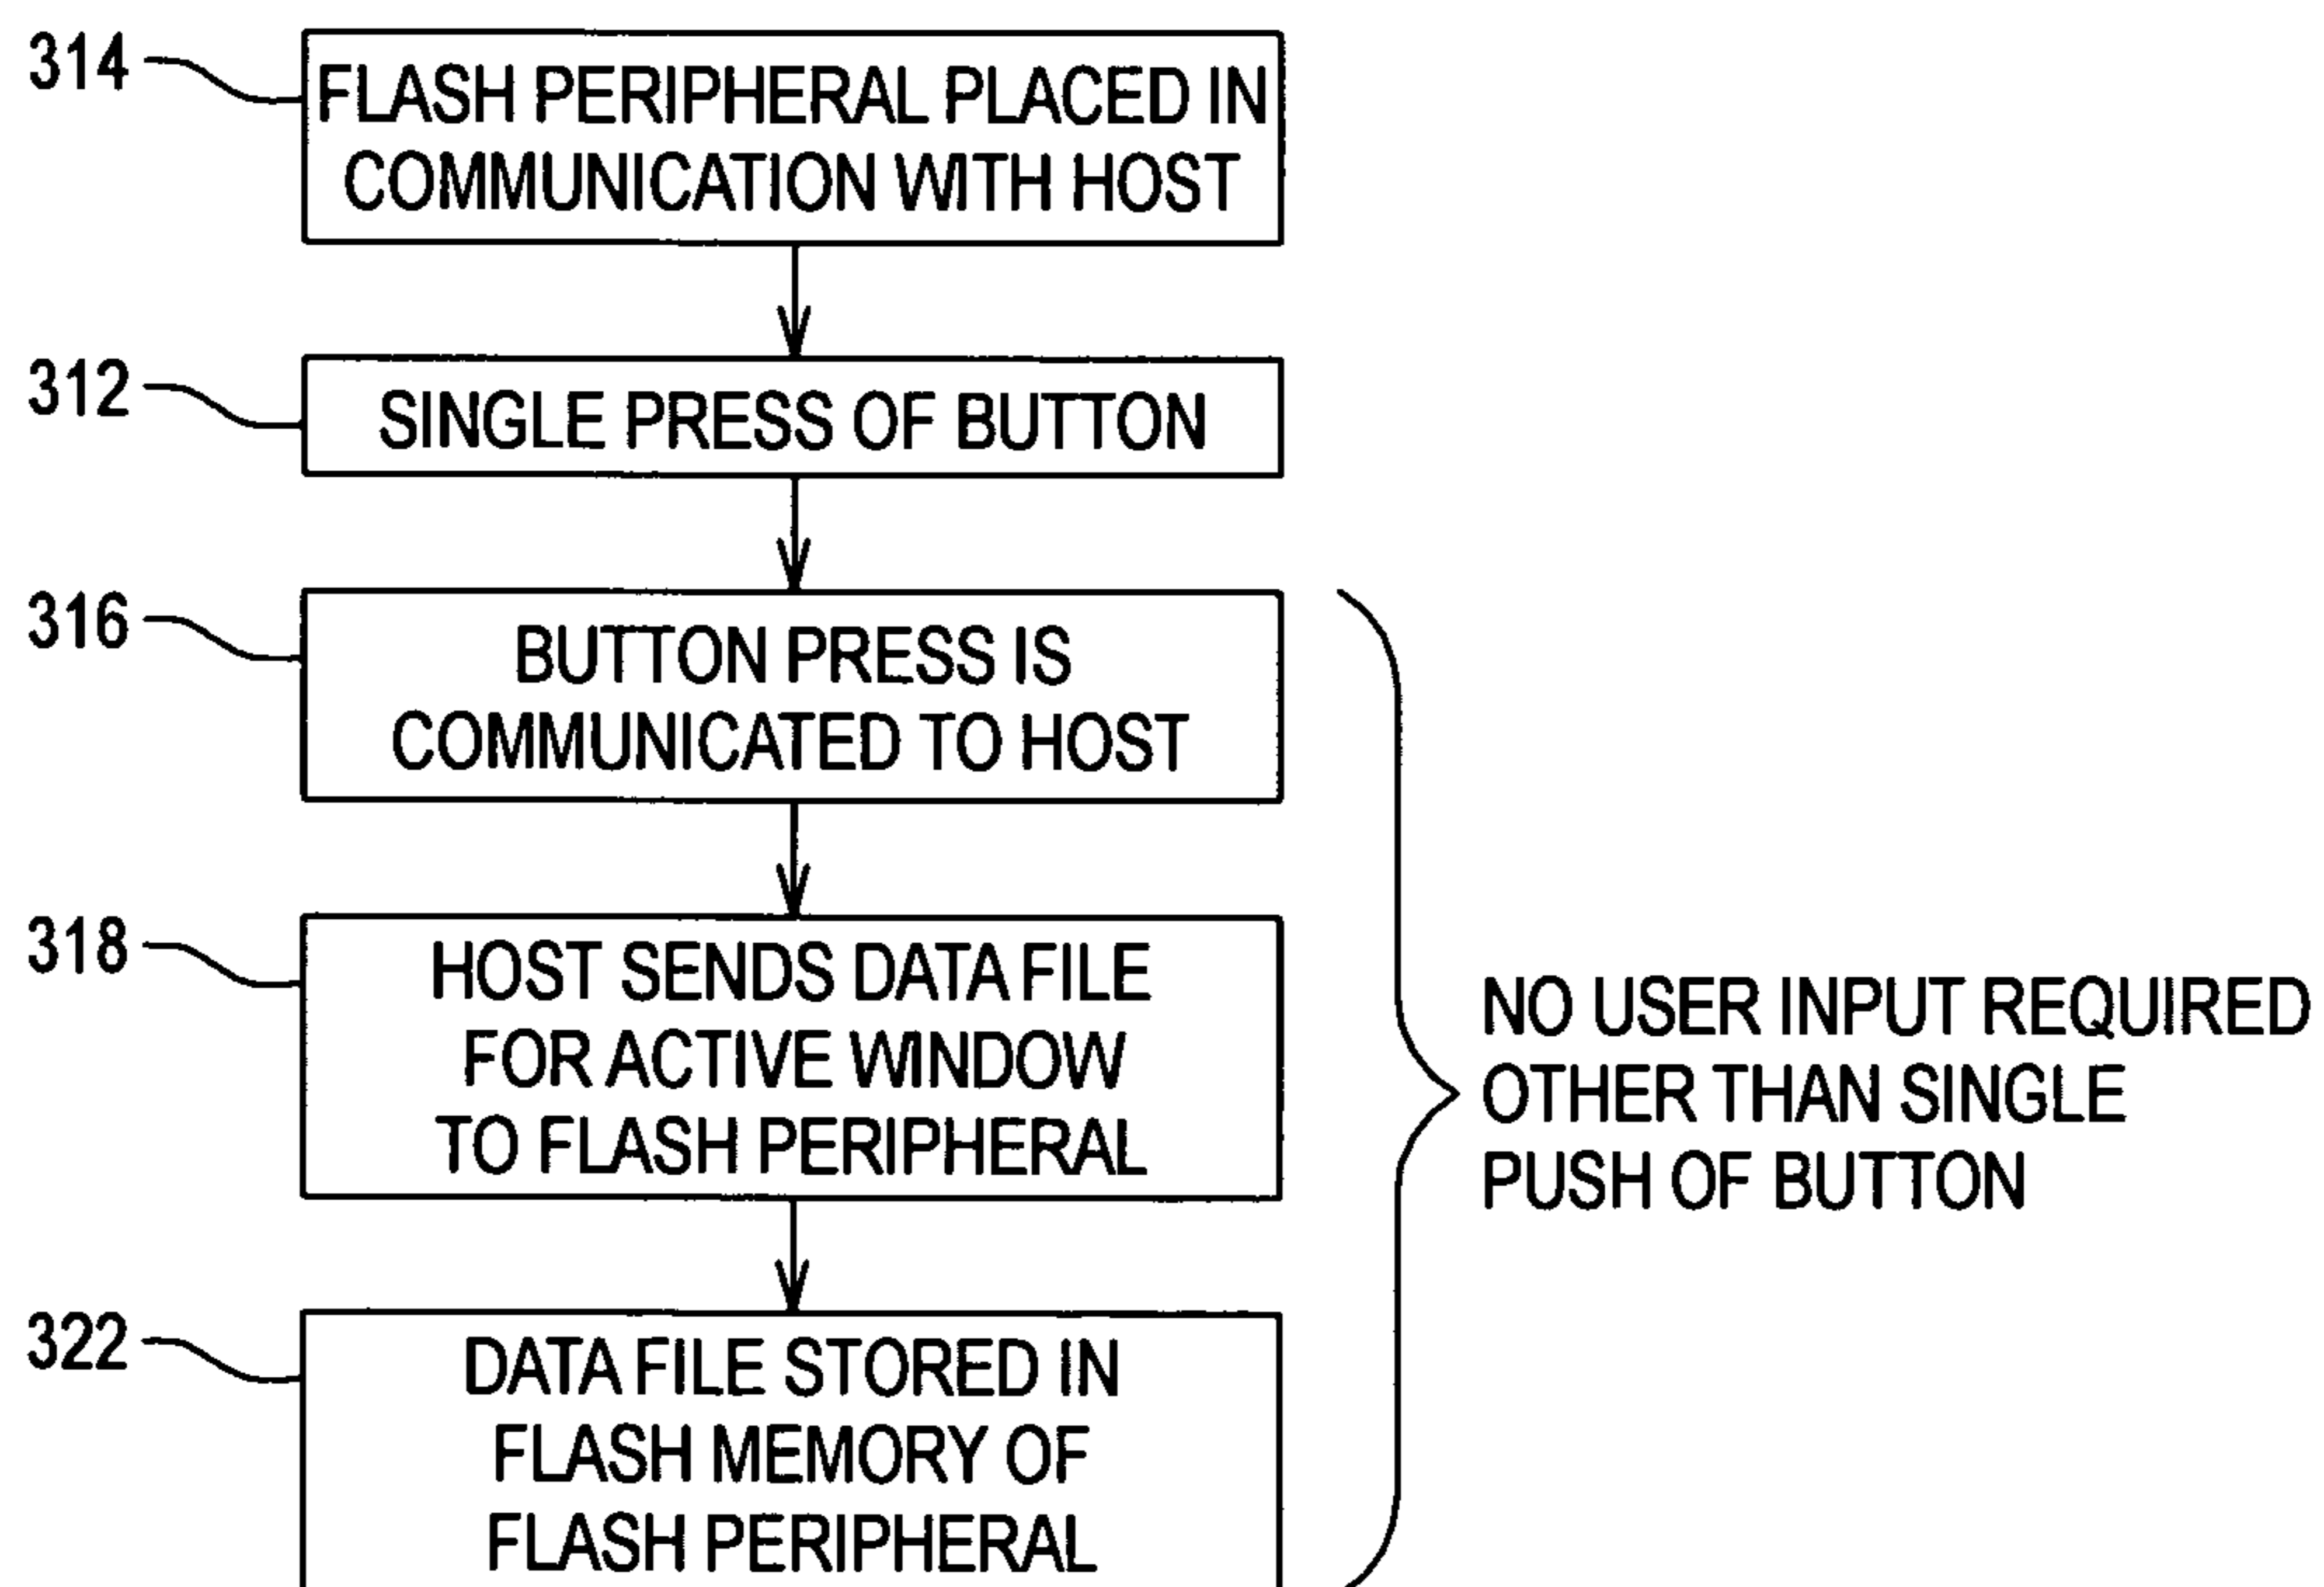 314
FLASH PERIPHERAL PLACED IN
COMMUNICATION WITH HOST
312
SINGLE PRESS OF BUTTON
316
BUTTON PRESS IS
COMMUNICATED TO HOST
318
HOST SENDS DATA FILE
FOR ACTIVE WINDOW
TO FLASH PERIPHERAL
NO USER INPUT REQUIRED
OTHER THAN SINGLE
PUSH OF BUTTON
322
DATA FILE STORED IN
FLASH MEMORY OF
FLASH PERIPHERAL